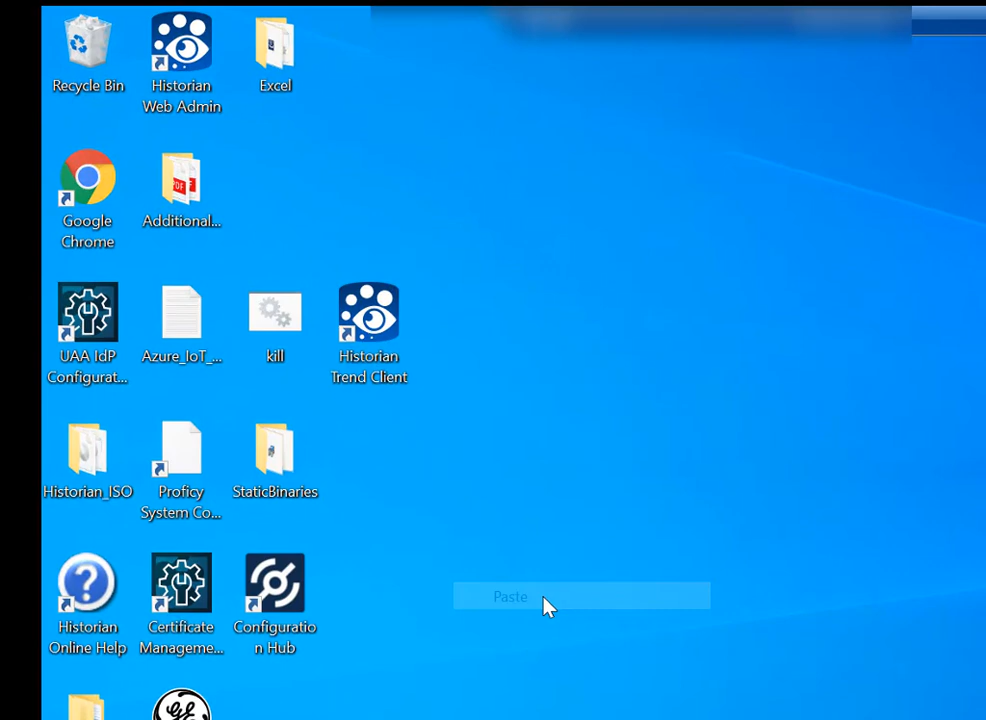 Recycle Bin
Historian
Web Admin
Excel
Google
Chrome
PDF
Additional...
UAA IdP
Configurat...
Azure_IoT_...
kill
Historian
Trend Client
Historian_ISO
Proficy
System Co...
StaticBinaries
Historian
Online Help
Certificate
Manageme...
Configuratio
n Hub
Paste